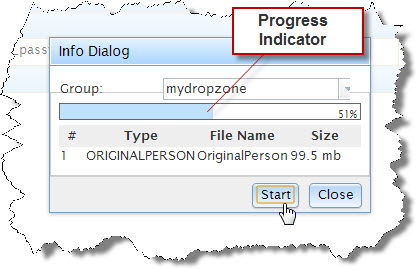 Progress
Indicator
_passw
Info Dialog
Group: mydropzone
51%
# Type File Name Size
1 ORIGINALPERSON OriginalPerson 99.5 mb
Start Close